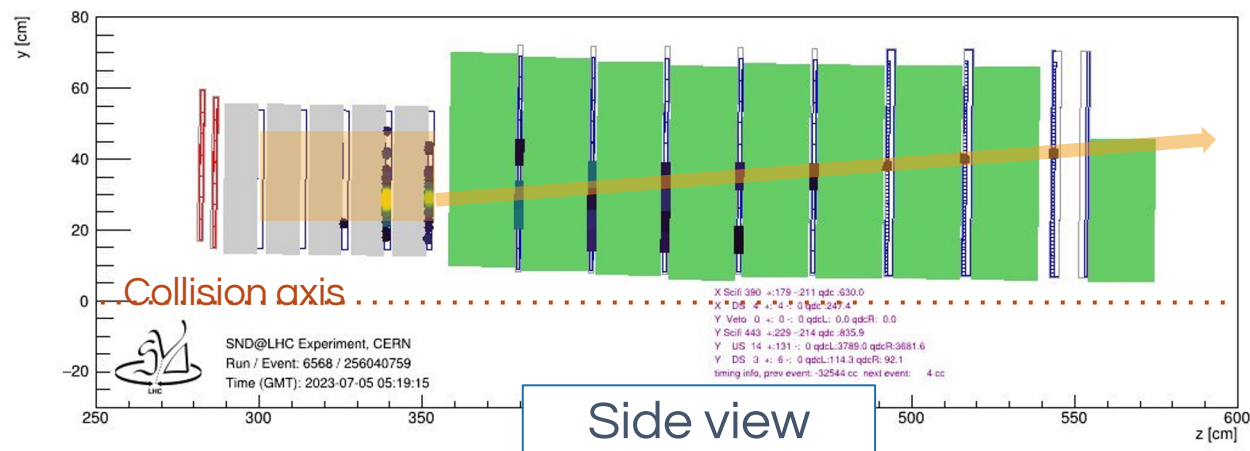 y [cm]
80
60
40
20
0
−20
Collision axis
X Scifi 390 +:179 -:211 qdc :630.0
X DS 4 +: 4 -: 0 qdc :247.4
Y Veto 0 +: 0 -: 0 qdcL: 0.0 qdcR: 0.0
Y Scifi 443 +:229 -:214 qdc :835.9
Y US 14 +:131 -: 0 qdcL:3789.0 qdcR:3681.6
Y DS 3 +: 6 -: 0 qdcL:114.3 qdcR: 92.1
timing info, prev event: -32544 cc next event: 4 cc
SND@LHC Experiment, CERN
Run / Event: 6568 / 256040759
Time (GMT): 2023-07-05 05:19:15
LHC
Side view
250 300 350 500 550 600
z [cm]